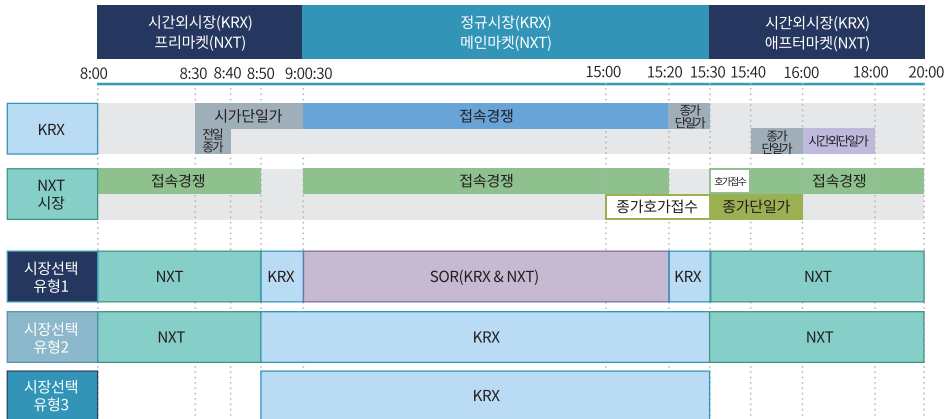 시간외시장(KRX)
프리마켓(NXT)
정규시장(KRX)
메인마켓(NXT)
시간외시장(KRX)
애프터마켓(NXT)
8:00 8:30 8:40 8:50 9:00:30 15:00 15:20 15:30 15:40 16:00 18:00 20:00
KRX
시가단일가
접속경쟁
종가
단일가
전일
종가
종가
단일가
시간외단일가
NXT
시장
접속경쟁
접속경쟁
호가접수
접속경쟁
종가호가접수
종가단일가
시장선택
유형1
NXT
KRX
SOR(KRX & NXT)
KRX
NXT
시장선택
유형2
NXT
KRX
NXT
시장선택
유형3
KRX